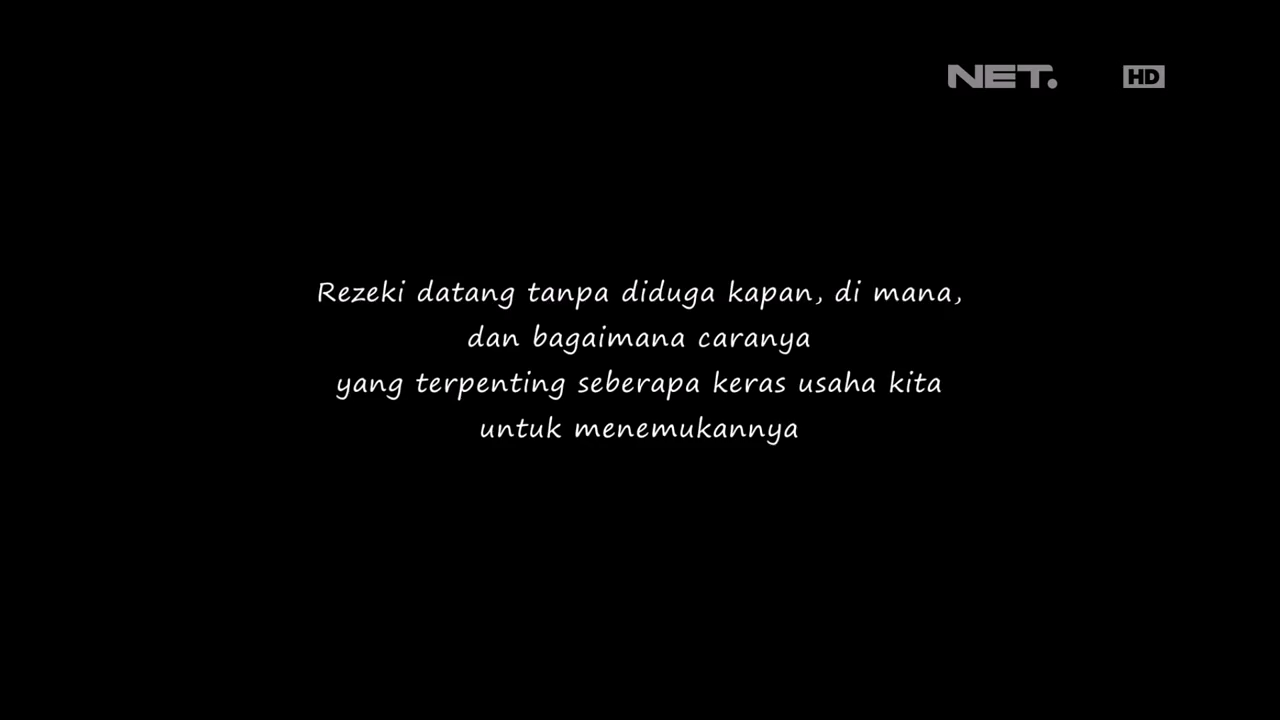 NET. HD
Rezeki datang tanpa diduga kapan, di mana,
dan bagaimana caranya
yang terpenting seberapa keras usaha kita
untuk menemukannya